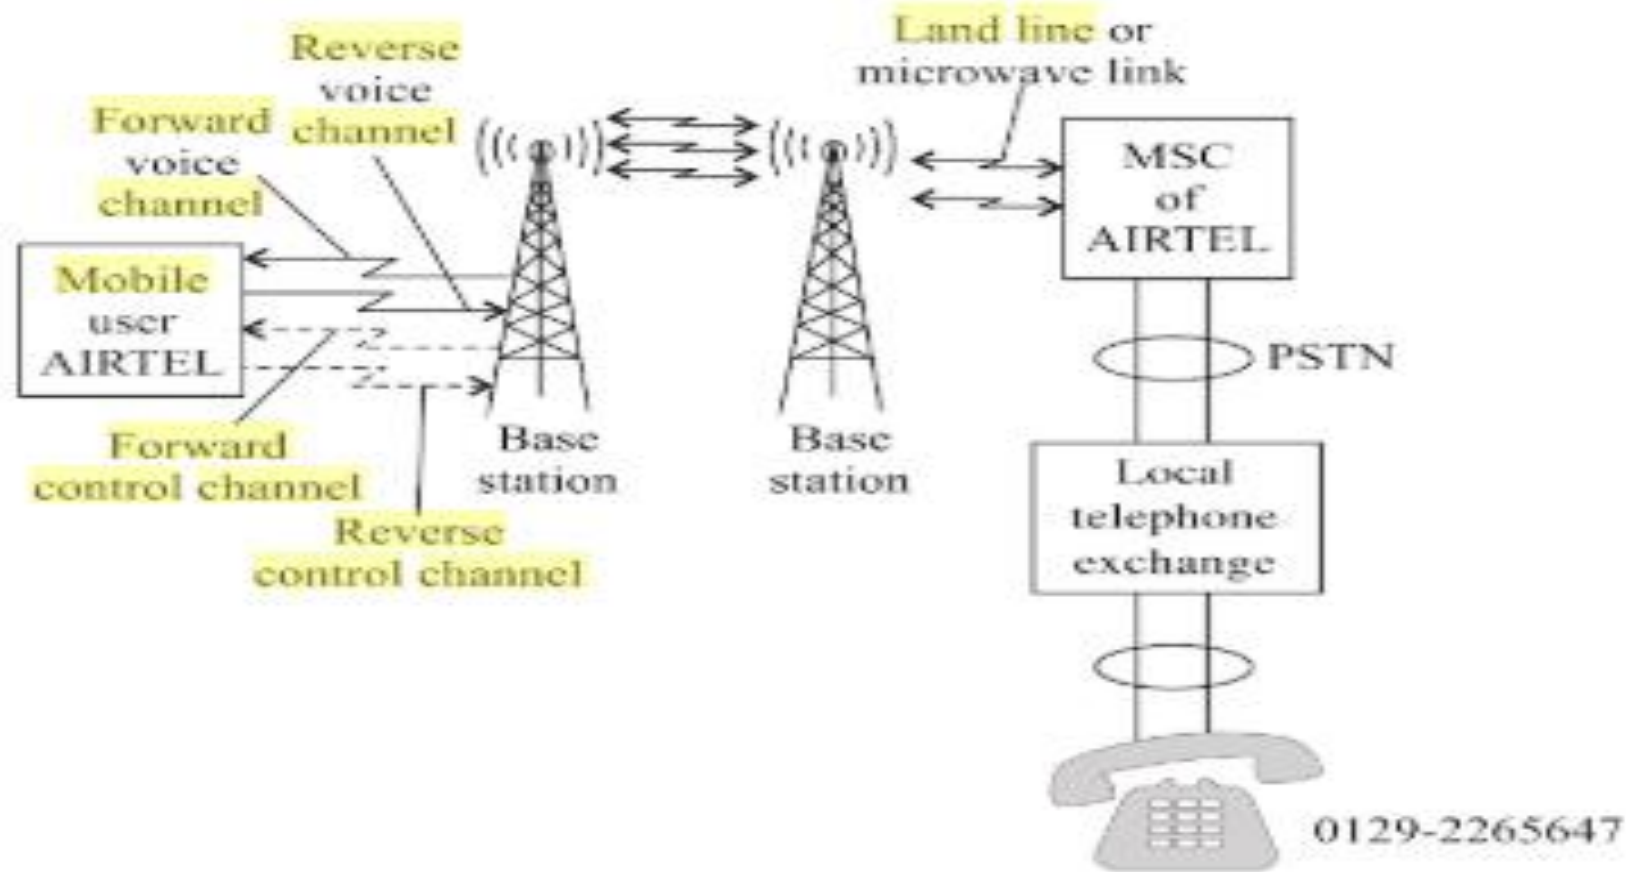 Reverse
voice
channel
Forward
voice
channel
Land line or
microwave link
MSC
of
AIRTEL
Mobile
user
AIRTEL
PSTN
Forward
control channel
Reverse
control channel
Base
station
Base
station
Local
telephone
exchange
0129-2265647